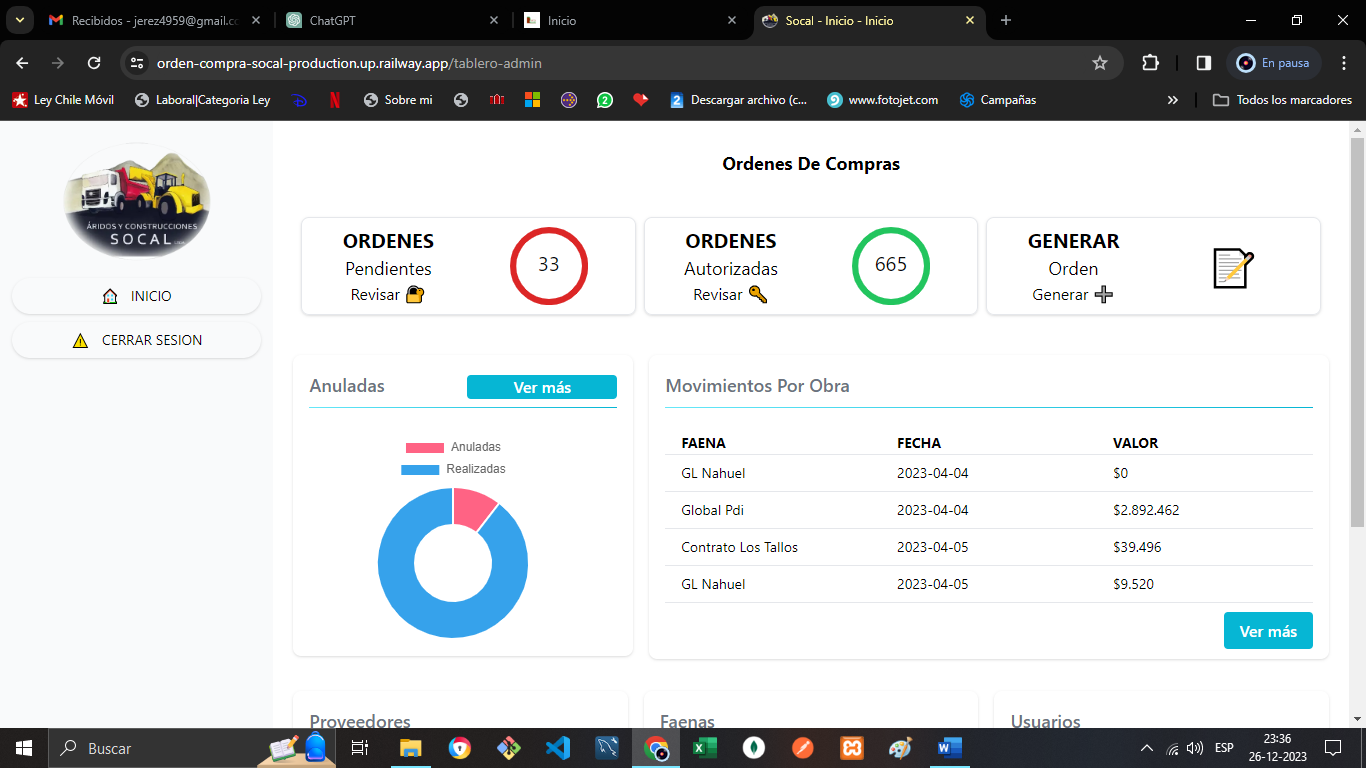 Recibidos - jerez4959@gmail.co
ChatGPT
Inicio
Socal - Inicio - Inicio
orden-compra-socal-production.up.railway.app/tablero-admin
En pausa
Ley Chile Móvil
Laboral|Categoria Ley
Sobre mi
Descargar archivo (c...
www.fotojet.com
Campañas
Todos los marcadores
ÁRIDOS Y CONSTRUCCIONES
SOCAL
INICIO
CERRAR SESION
Ordenes De Compras
ORDENES
Pendientes
Revisar
33
ORDENES
Autorizadas
Revisar
665
GENERAR
Orden
Generar
Anuladas
Ver más
Anuladas
Realizadas
Movimientos Por Obra
FAENA FECHA VALOR
GL Nahuel 2023-04-04 $0
Global Pdi 2023-04-04 $2.892.462
Contrato Los Tallos 2023-04-05 $39.496
GL Nahuel 2023-04-05 $9.520
Ver más
Proveedores
Faenas
Usuarios
Buscar
ESP
23:36
26-12-2023